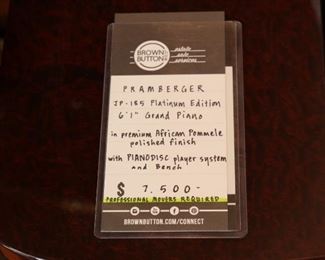 BROWN
BUTTON
estate
sale
services
PRAMBERGER
JP-185 Platinum Edition
6'1" Grand Piano
in premium African Pommele
polished finish
with PIANODISC player system
and Bench
$ 7,500-
PROFESSIONAL MOVERS REQUIRED
BROWNBUTTON.COM/CONNECT